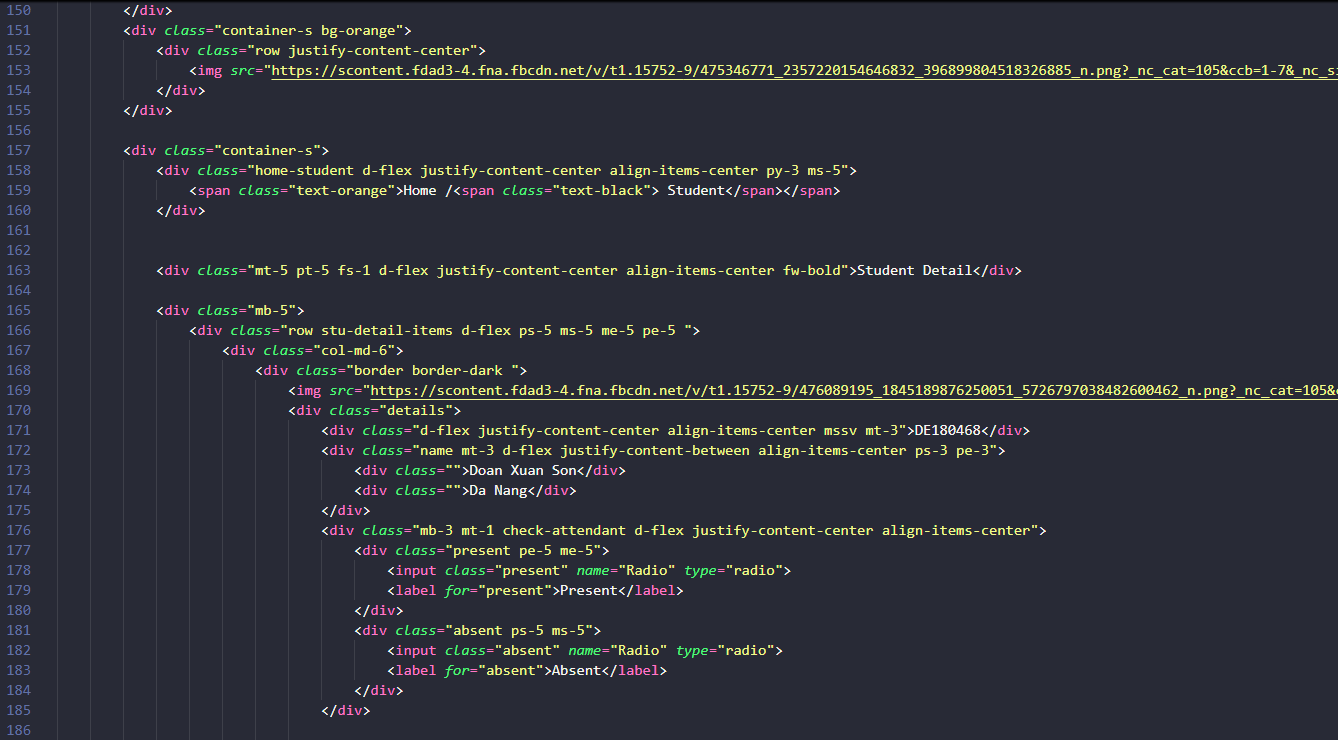 150 </div>
151 <div class="container-s bg-orange">
152 <div class="row justify-content-center">
153 <img src="https://scontent.fdad3-4.fna.fbcdn.net/v/t1.15752-9/475346771_2357220154646832_396899804518326885_n.png?_nc_cat=105&ccb=1-7&_nc_s
154 </div>
155 </div>
156
157 <div class="container-s">
158 <div class="home-student d-flex justify-content-center align-items-center py-3 ms-5">
159 <span class="text-orange">Home /<span class="text-black"> Student</span></span>
160 </div>
161
162
163 <div class="mt-5 pt-5 fs-1 d-flex justify-content-center align-items-center fw-bold">Student Detail</div>
164
165 <div class="mb-5">
166 <div class="row stu-detail-items d-flex ps-5 ms-5 me-5 pe-5 ">
167 <div class="col-md-6">
168 <div class="border border-dark ">
169 <img src="https://scontent.fdad3-4.fna.fbcdn.net/v/t1.15752-9/476089195_1845189876250051_5726797038482600462_n.png?_nc_cat=105&
170 <div class="details">
171 <div class="d-flex justify-content-center align-items-center mssv mt-3">DE180468</div>
172 <div class="name mt-3 d-flex justify-content-between align-items-center ps-3 pe-3">
173 <div class="">Doan Xuan Son</div>
174 <div class="">Da Nang</div>
175 </div>
176 <div class="mb-3 mt-1 check-attendant d-flex justify-content-center align-items-center">
177 <div class="present pe-5 me-5">
178 <input class="present" name="Radio" type="radio">
179 <label for="present">Present</label>
180 </div>
181 <div class="absent ps-5 ms-5">
182 <input class="absent" name="Radio" type="radio">
183 <label for="absent">Absent</label>
184 </div>
185 </div>
186